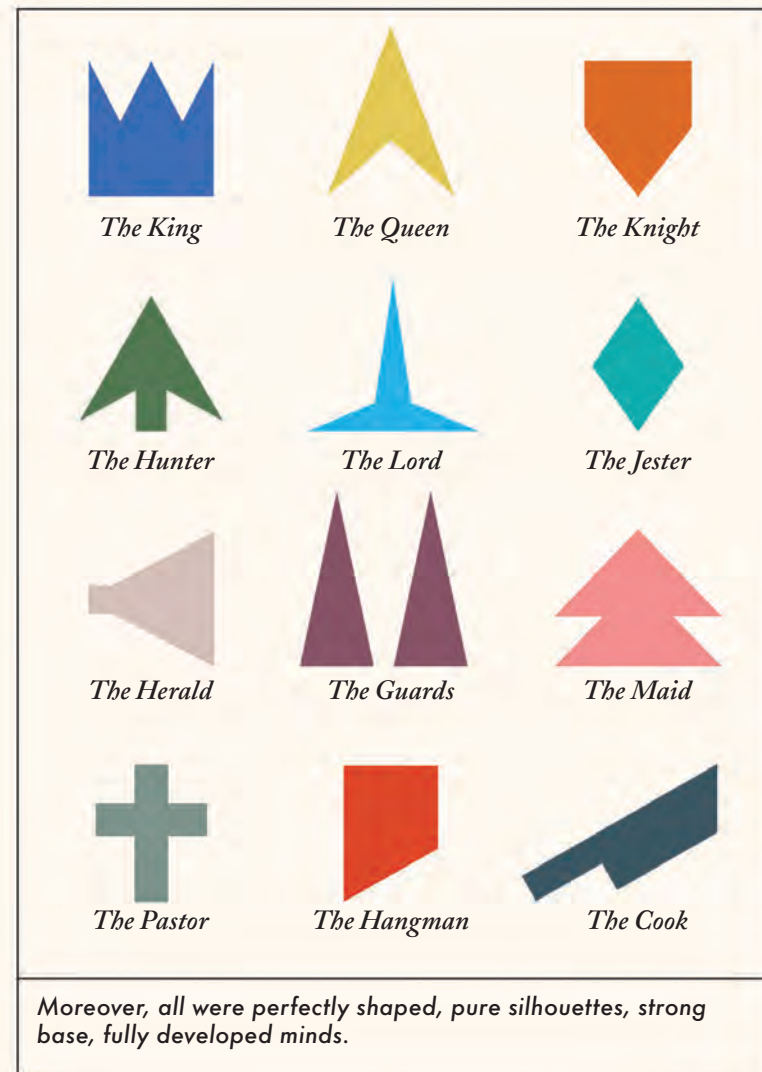 The King
The Queen
The Knight
The Hunter
The Lord
The Jester
The Herald
The Guards
The Maid
The Pastor
The Hangman
The Cook
Moreover, all were perfectly shaped, pure silhouettes, strong
base, fully developed minds.